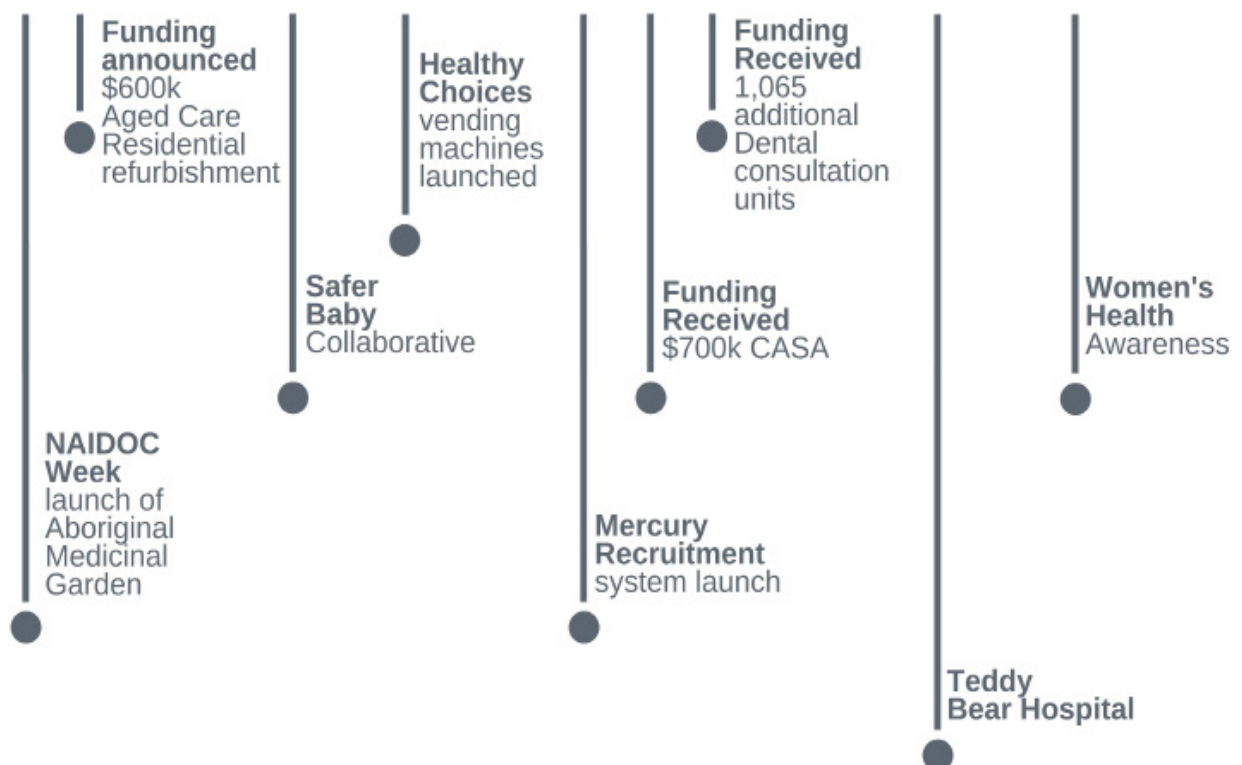 Funding
announced
$600k
Aged Care
Residential
refurbishment
Healthy
Choices
vending
machines
launched
Funding
Received
1,065
additional
Dental
consultation
units
Safer
Baby
Collaborative
Funding
Received
$700k CASA
Women's
Health
Awareness
NAIDOC
Week
launch of
Aboriginal
Medicinal
Garden
Mercury
Recruitment
system launch
Teddy
Bear Hospital